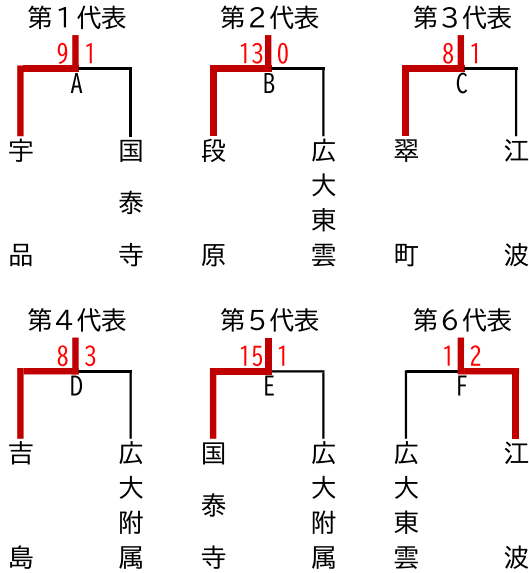 第1代表 第2代表 第3代表
9 1 13 0 8 1
A B C
宇品 国泰寺 段原 広大東雲 翠町 江波
第4代表 第5代表 第6代表
8 3 15 1 1 2
D E F
吉島 広大附属 国泰寺 広大附属 広大東雲 江波